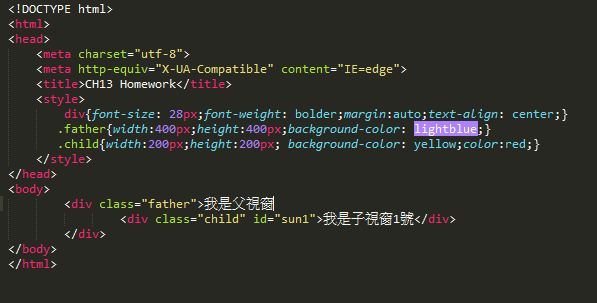 <!DOCTYPE html>
<html>
<head>
    <meta charset="utf-8">
    <meta http-equiv="X-UA-Compatible" content="IE=edge">
    <title>CH13 Homework</title>
    <style>
        div{font-size: 28px;font-weight: bolder;margin:auto;text-align: center;}
       .father{width:400px;height:400px;background-color: lightblue;}
       .child{width:200px;height:200px; background-color: yellow;color:red;}
    </style>
</head>
<body>
        <div class="father">我是父視窗
                <div class="child" id="sun1">我是子視窗1號</div>
        </div>
</body>
</html>